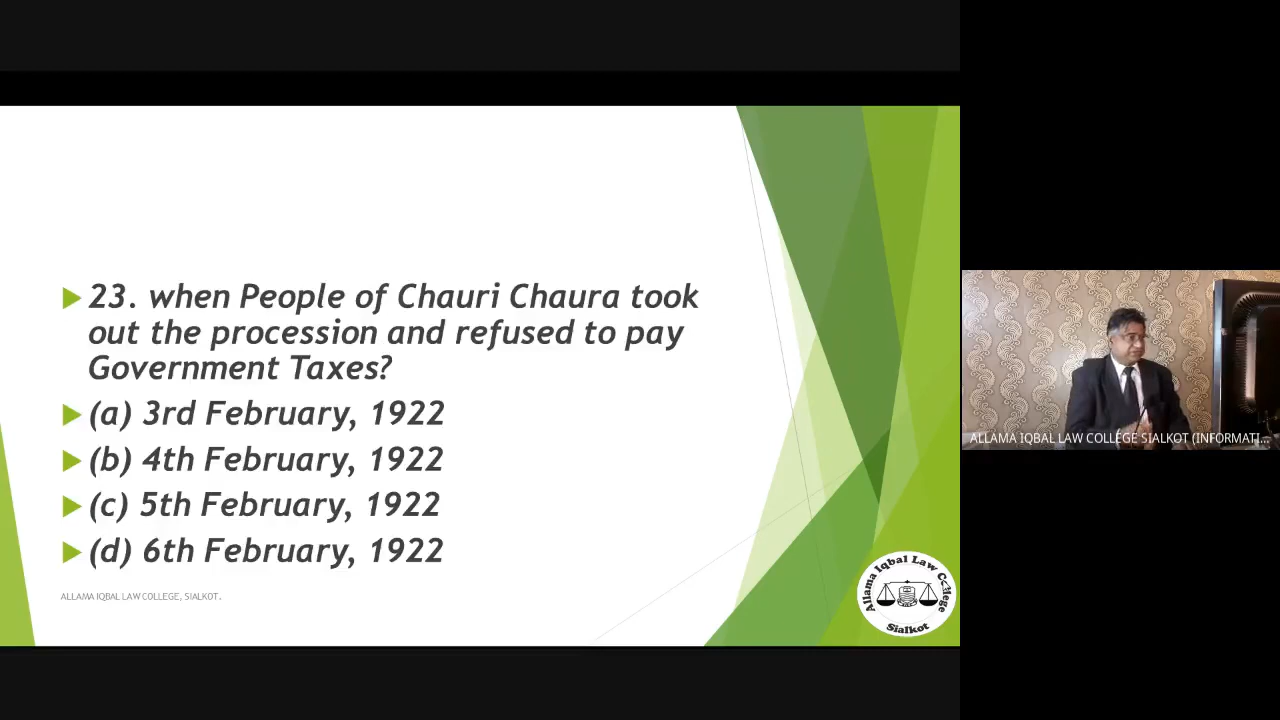 23. when People of Chauri Chaura took
out the procession and refused to pay
Government Taxes?
(a) 3rd February, 1922
(b) 4th February, 1922
(c) 5th February, 1922
(d) 6th February, 1922
ALLAMA IQBAL LAW COLLEGE, SIALKOT.
Allama Iqbal Law College
Sialkot
ALLAMA IQBAL LAW COLLEGE SIALKOT (INFORMATI...